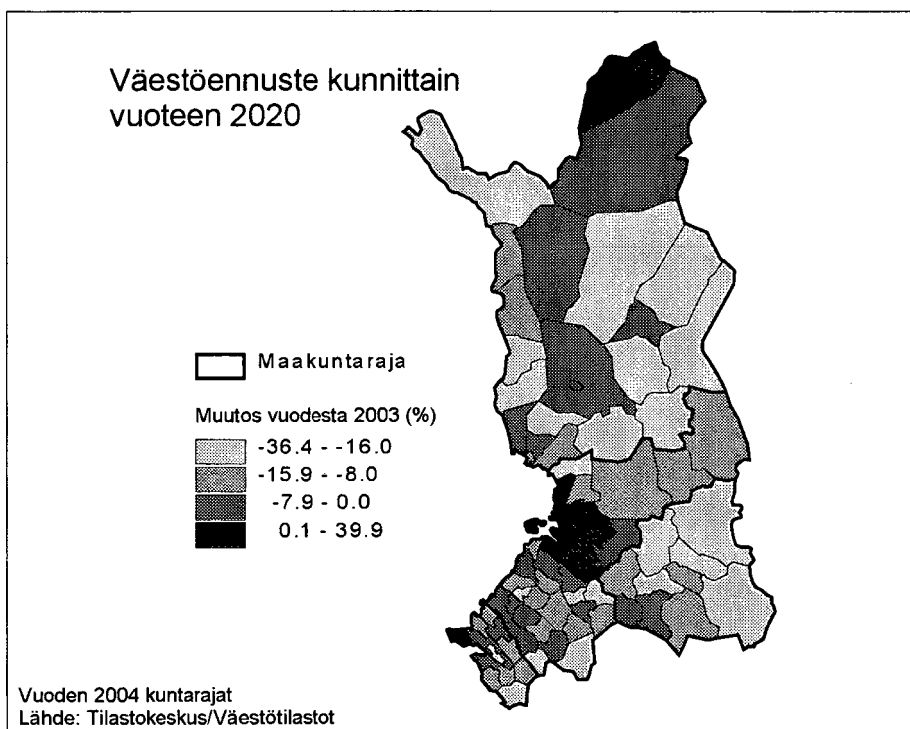 Väestöennuste kunnittain
vuoteen 2020
Maakuntaraja
Muutos vuodesta 2003 (%)
-36.4 - -16.0
-15.9 - -8.0
-7.9 - 0.0
0.1 - 39.9
Vuoden 2004 kuntarajat
Lähde: Tilastokeskus/Väestötilastot